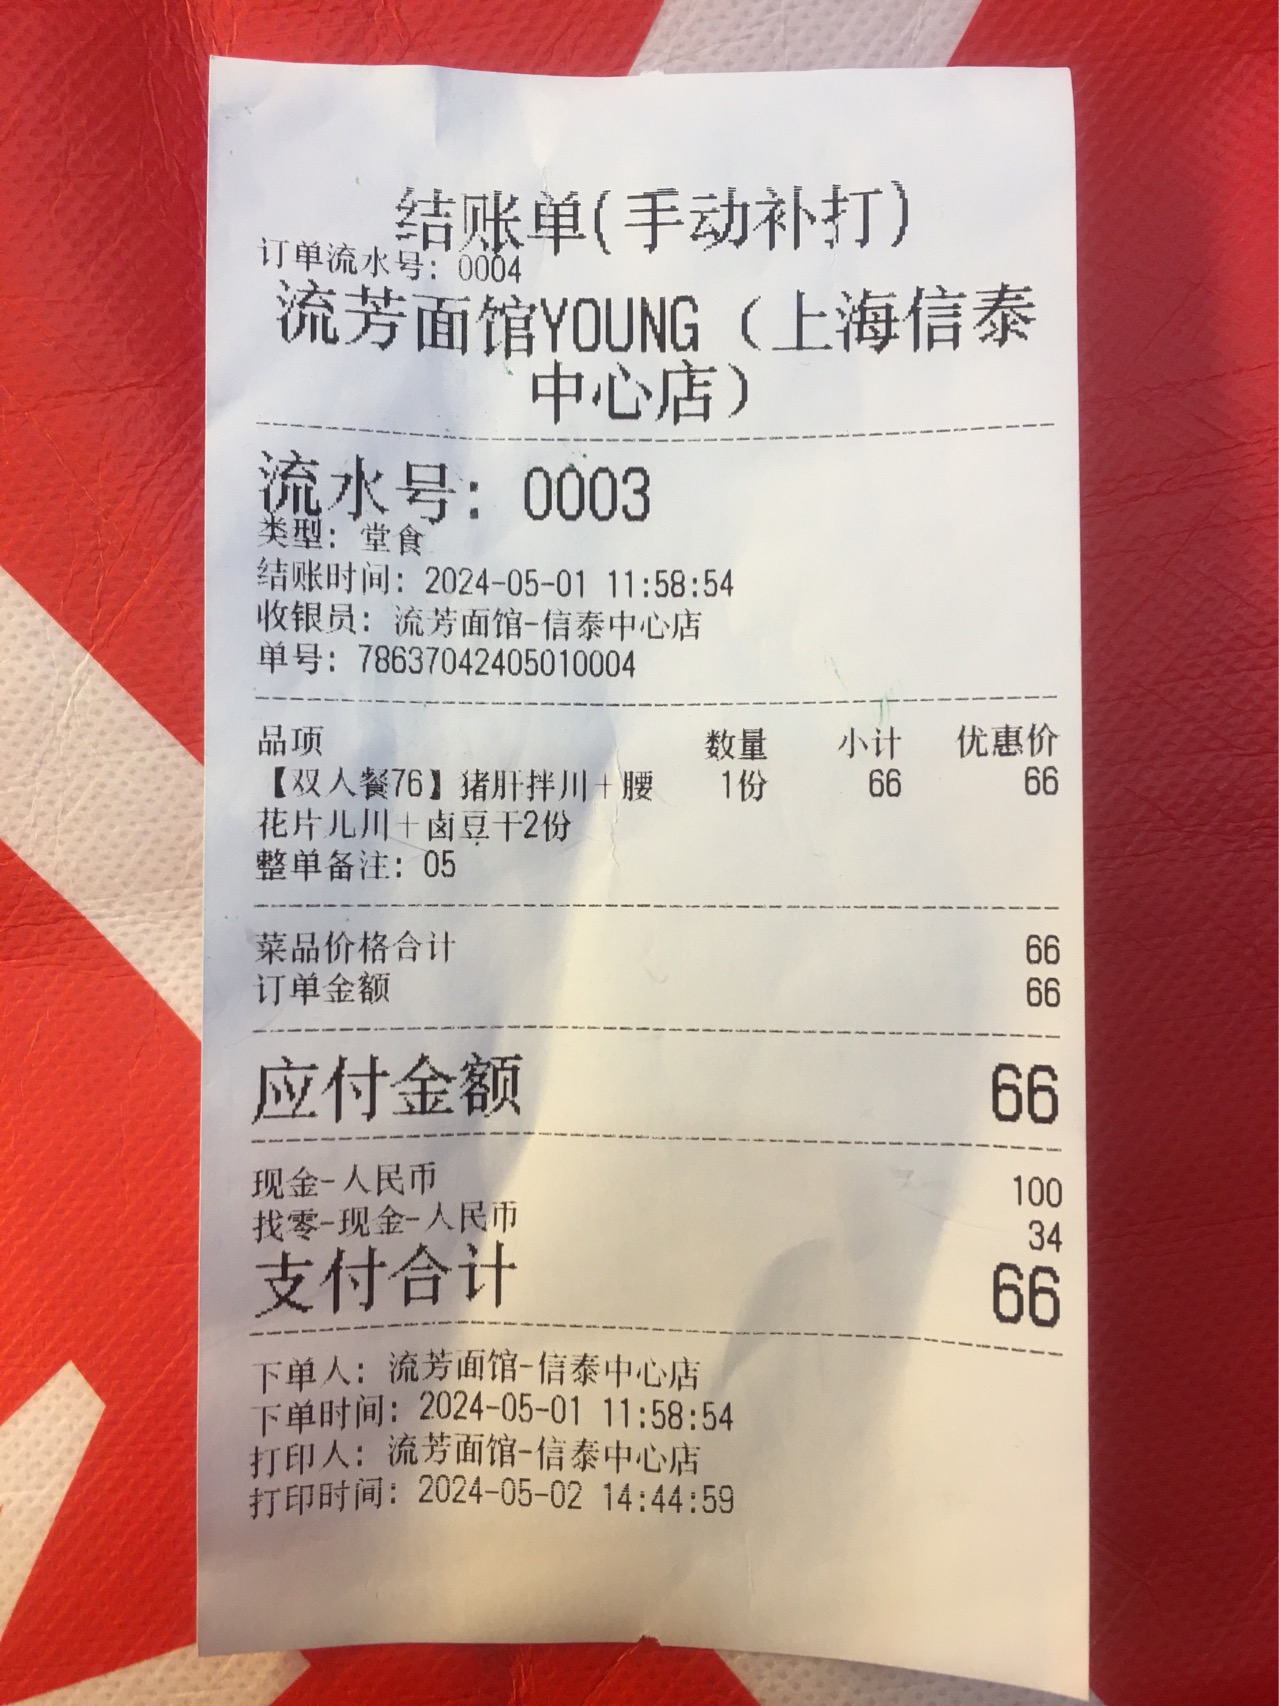 结账单(手动补打)
订单流水号: 0004
流芳面馆YOUNG（上海信泰
中心店）
流水号: 0003
类型: 堂食
结账时间: 2024-05-01 11:58:54
收银员: 流芳面馆-信泰中心店
单号: 78637042405010004
品项 数量 小计 优惠价
【双人餐76】猪肝拌川＋腰 1份 66 66
花片儿川＋卤豆干2份
整单备注: 05
菜品价格合计 66
订单金额 66
应付金额 66
现金-人民币 100
找零-现金-人民币 34
支付合计 66
下单人: 流芳面馆-信泰中心店
下单时间: 2024-05-01 11:58:54
打印人: 流芳面馆-信泰中心店
打印时间: 2024-05-02 14:44:59